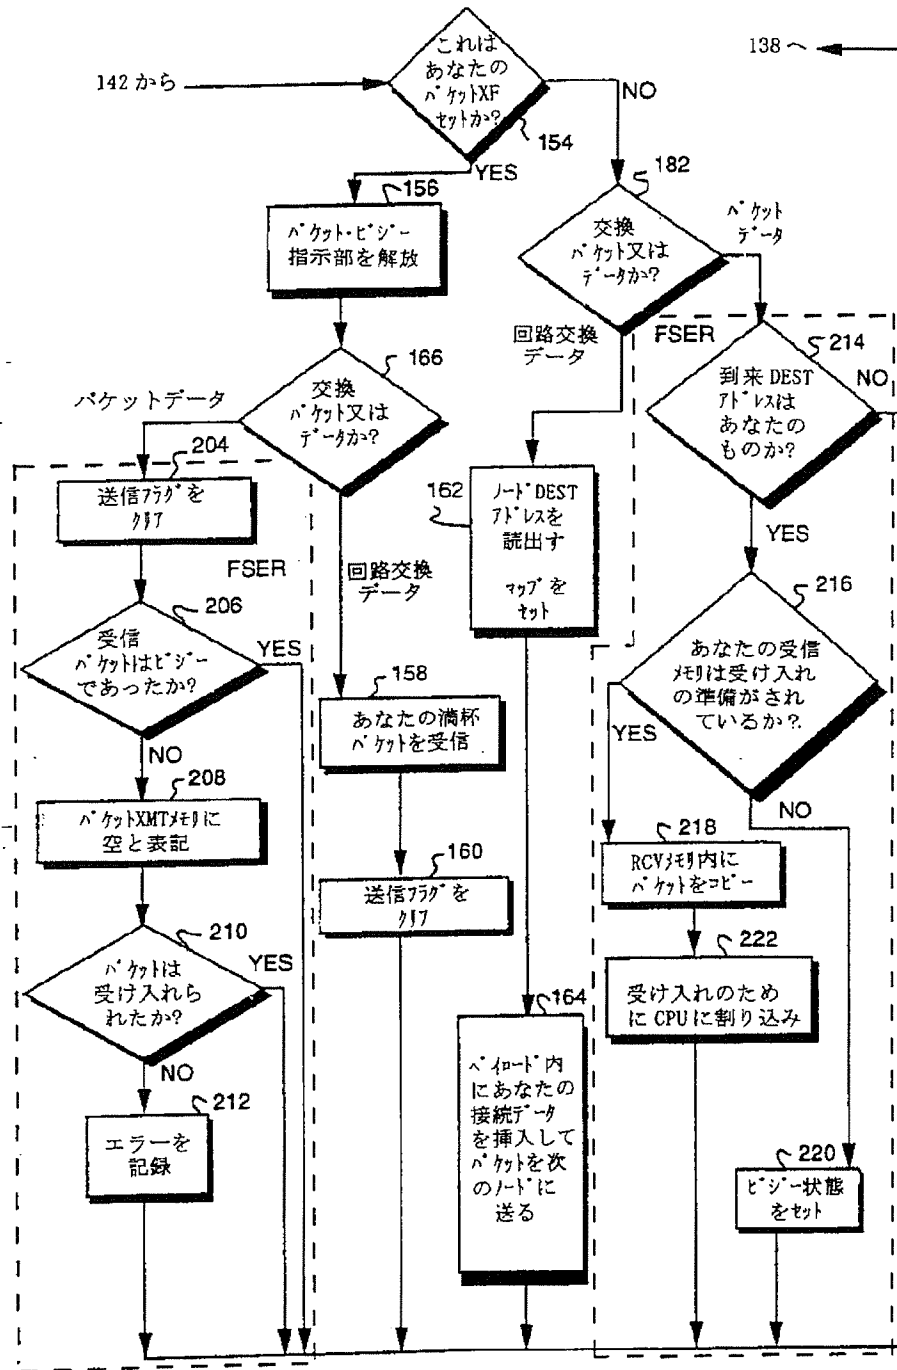 これは
あなたの
パケットXF
セットか?
142から
138へ
154
NO
YES
156
パケット・ビジー
指示部を解放
182
交換
パケット又は
データか?
パケット
データ
回路交換
データ
FSER
166
交換
パケット又は
データか?
パケットデータ
214
到来DEST
アドレスは
あなたの
ものか?
NO
YES
204
送信フラグを
クリア
FSER
162
ノードDEST
アドレスを
読出す
マップを
セット
回路交換
データ
206
受信
パケットはビジー
であったか?
YES
NO
216
あなたの受信
メモリは受け入れ
の準備がされ
ているか?
YES
NO
158
あなたの満杯
パケットを受信
208
パケットXMTメモリに
空と表記
218
RCVメモリ内に
パケットをコピー
160
送信フラグを
クリア
210
パケットは
受け入れら
れたか?
YES
NO
222
受け入れのため
にCPUに割り込み
164
ペイロード内
にあなたの
接続データ
を挿入して
パケットを次
のノードに
送る
212
エラーを
記録
220
ビジー状態
をセット